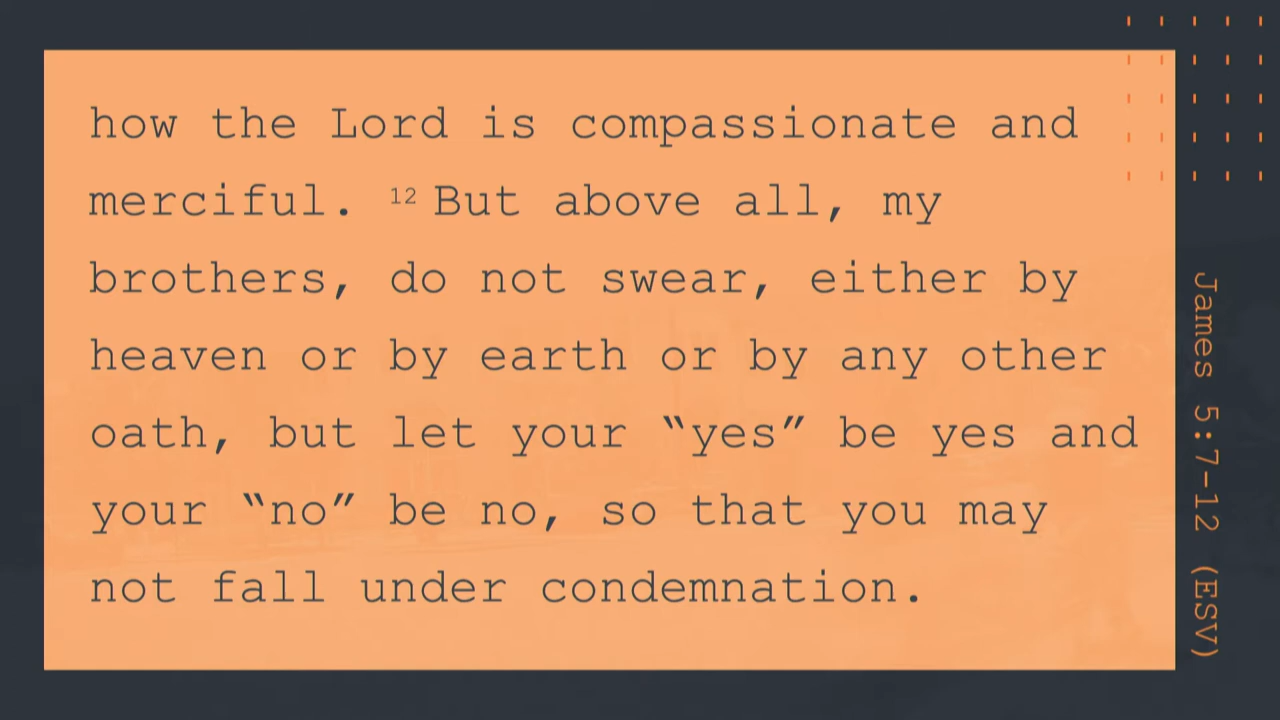 how the Lord is compassionate and
merciful. 12 But above all, my
brothers, do not swear, either by
heaven or by earth or by any other
oath, but let your “yes” be yes and
your “no” be no, so that you may
not fall under condemnation.
James 5:7-12 (ESV)